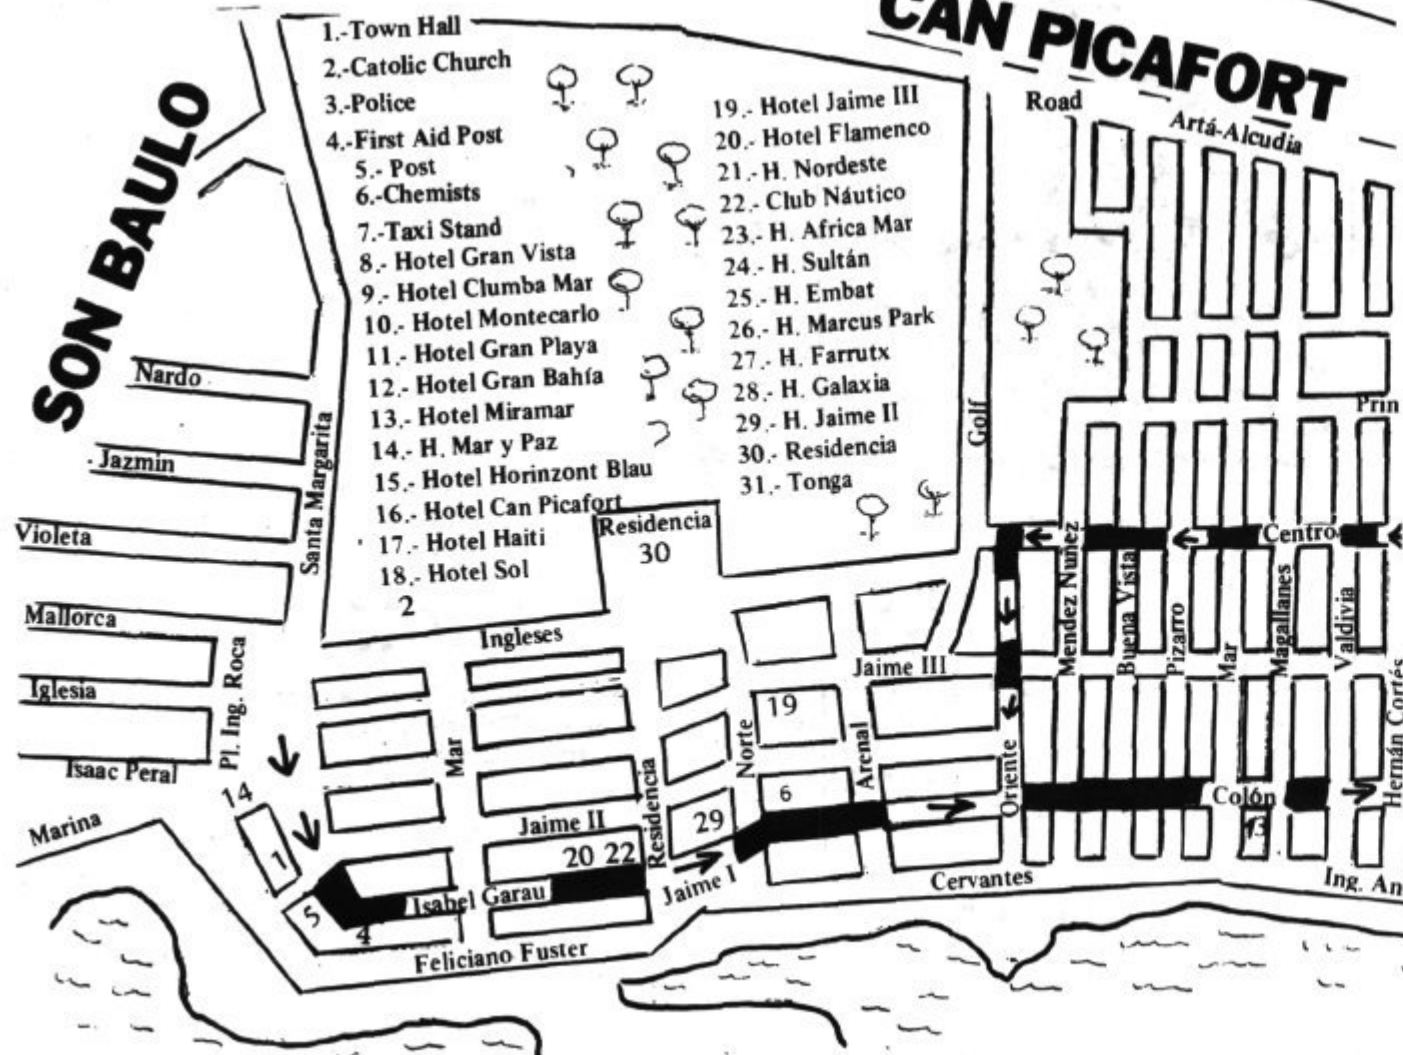 CAN PICAFORT
SON BAULO
1.-Town Hall
2.-Catolic Church
3.-Police
4.-First Aid Post
5.- Post
6.-Chemists
7.-Taxi Stand
8.- Hotel Gran Vista
9.- Hotel Clumba Mar
10.- Hotel Montecarlo
11.- Hotel Gran Playa
12.- Hotel Gran Bahía
13.- Hotel Miramar
14.- H. Mar y Paz
15.- Hotel Horinzont Blau
16.- Hotel Can Picafort
17.- Hotel Haiti
18.- Hotel Sol
19.- Hotel Jaime III
20.- Hotel Flamenco
21.- H. Nordeste
22.- Club Náutico
23.- H. Africa Mar
24.- H. Sultán
25.- H. Embat
26.- H. Marcus Park
27.- H. Farrutx
28.- H. Galaxia
29.- H. Jaime II
30.- Residencia
31.- Tonga
Road
Artá-Alcudia
Nardo
Jazmin
Violeta
Mallorca
Iglesia
Isaac Peral
Marina
Santa Margarita
Pl. Ing. Roca
2
Residencia
30
Ingleses
Golf
Prin
Centro
Mendez Nuñez
Buena Vista
Pizarro
Mar
Magallanes
Valdivia
Hernán Cortés
Jaime III
19
Norte
Arenal
Oriente
Mar
Residencia
6
Colón
13
14
1
Jaime II
29
20 22
Isabel Garau
Jaime I
5
4
Cervantes
Ing. An
Feliciano Fuster